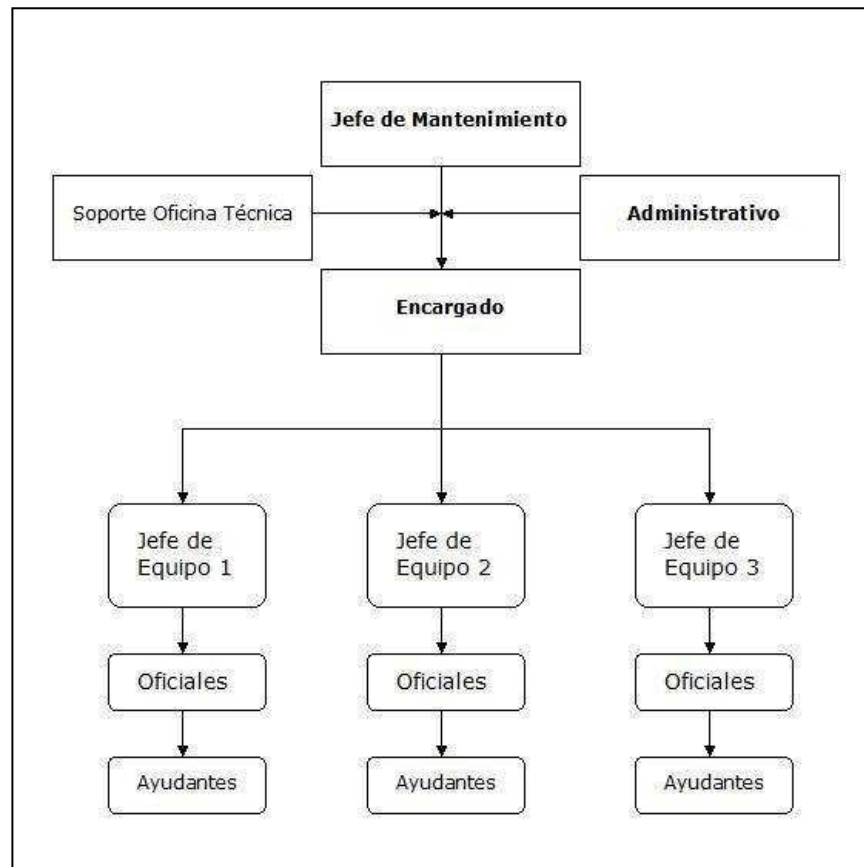 Jefe de Mantenimiento
Soporte Oficina Técnica
Administrativo
Encargado
Jefe de
Equipo 1
Jefe de
Equipo 2
Jefe de
Equipo 3
Oficiales
Oficiales
Oficiales
Ayudantes
Ayudantes
Ayudantes